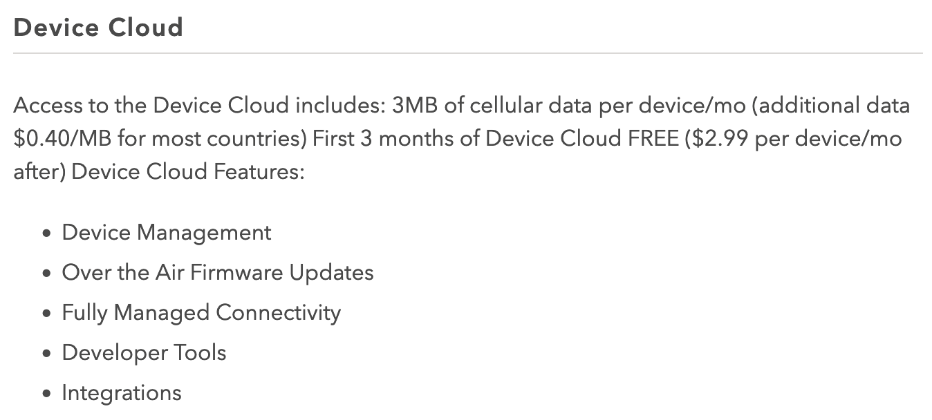 Device Cloud
Access to the Device Cloud includes: 3MB of cellular data per device/mo (additional data
$0.40/MB for most countries) First 3 months of Device Cloud FREE ($2.99 per device/mo
after) Device Cloud Features:
• Device Management
• Over the Air Firmware Updates
• Fully Managed Connectivity
• Developer Tools
• Integrations